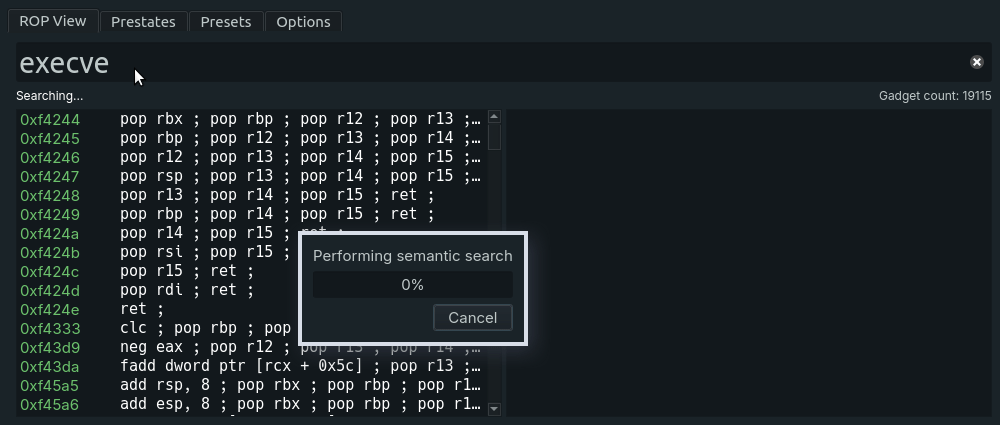 ROP View Prestates Presets Options
execve
Searching... Gadget count: 19115
0xf4244 pop rbx ; pop rbp ; pop r12 ; pop r13 ;…
0xf4245 pop rbp ; pop r12 ; pop r13 ; pop r14 ;…
0xf4246 pop r12 ; pop r13 ; pop r14 ; pop r15 ;…
0xf4247 pop rsp ; pop r13 ; pop r14 ; pop r15 ;…
0xf4248 pop r13 ; pop r14 ; pop r15 ; ret ;
0xf4249 pop rbp ; pop r14 ; pop r15 ; ret ;
0xf424a pop r14 ; pop r15 ; ret ;
0xf424b pop rsi ; pop r15 ;
0xf424c pop r15 ; ret ;
0xf424d pop rdi ; ret ;
0xf424e ret ;
0xf4333 clc ; pop rbp ; pop
0xf43d9 neg eax ; pop r12 ; pop r13 ; pop r14 ;…
0xf43da fadd dword ptr [rcx + 0x5c] ; pop r13 ;…
0xf45a5 add rsp, 8 ; pop rbx ; pop rbp ; pop r1…
0xf45a6 add esp, 8 ; pop rbx ; pop rbp ; pop r1…
Performing semantic search
0%
Cancel